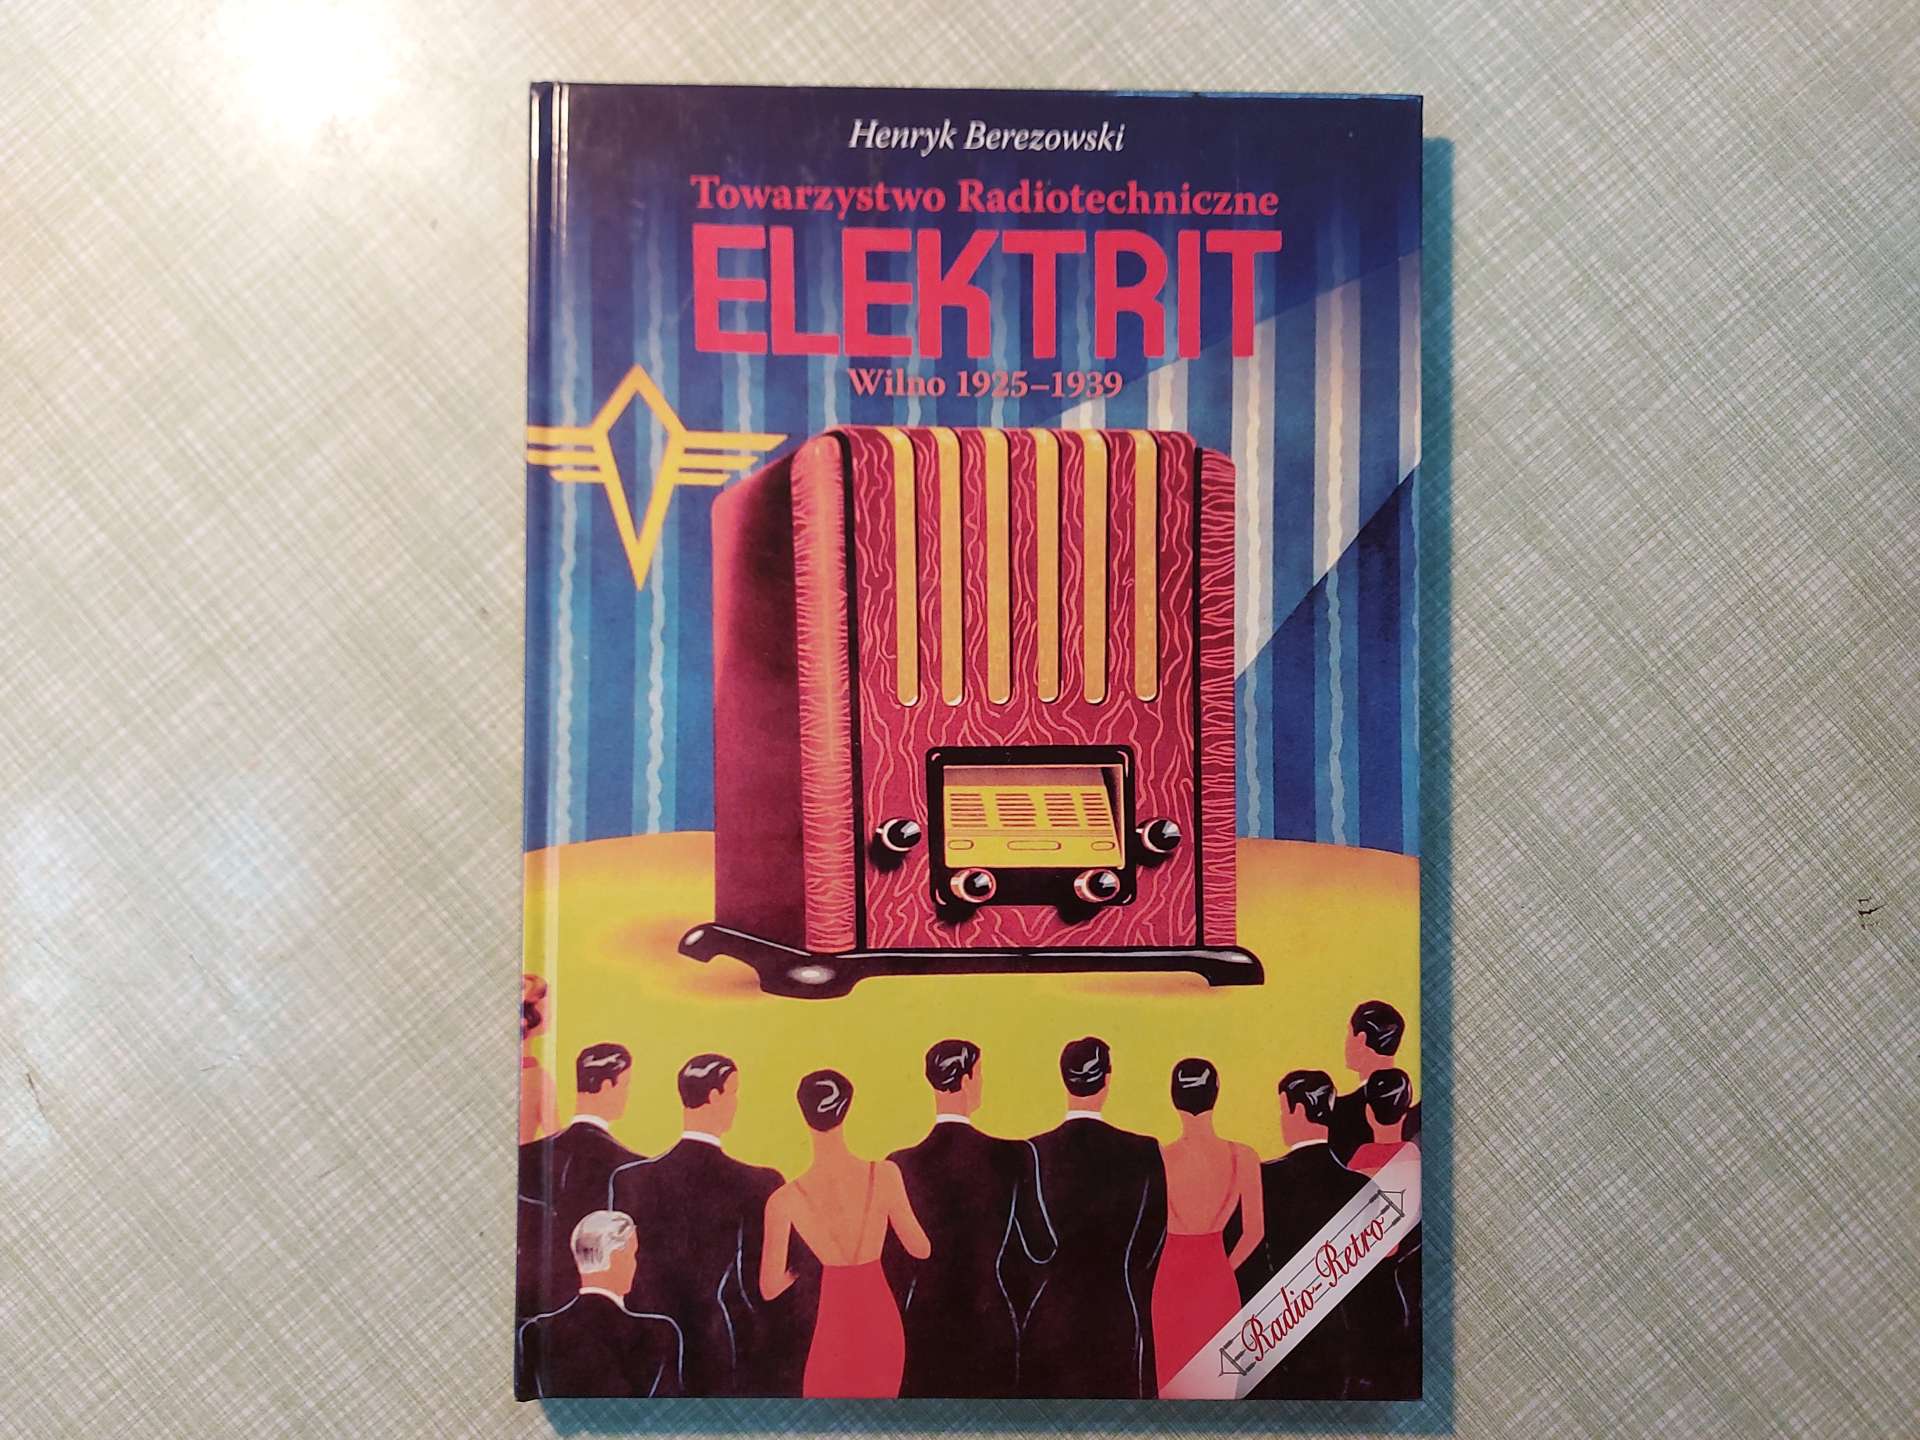 Henryk Berezowski
Towarzystwo Radiotechniczne
ELEKTRIT
Wilno 1925–1939
Radio-Retro